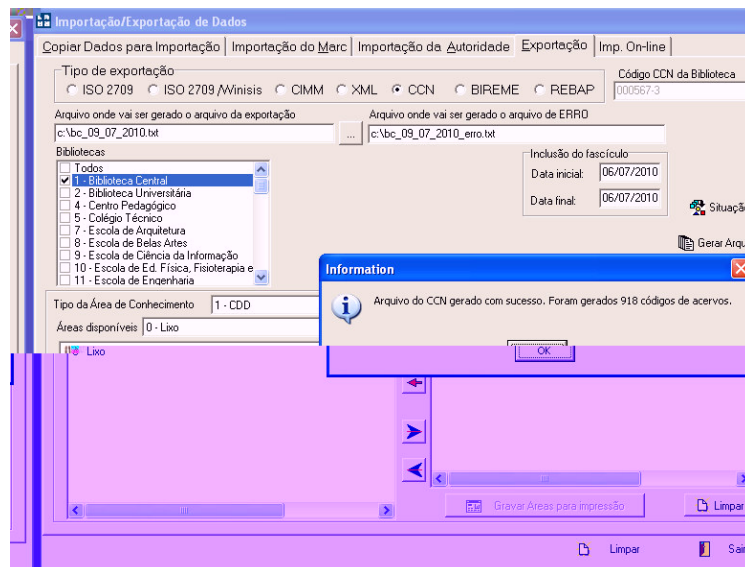 Importação/Exportação de Dados
Copiar Dados para Importação Importação do Marc Importação da Autoridade Exportação Imp. On-line
Tipo de exportação
ISO 2709 ISO 2709 /Winisis CIMM XML CCN BIREME REBAP
Código CCN da Biblioteca
000567-3
Arquivo onde vai ser gerado o arquivo da exportação
Arquivo onde vai ser gerado o arquivo de ERRO
c:\bc_09_07_2010.txt
...
c:\bc_09_07_2010_erro.txt
Bibliotecas
Todos
1 - Biblioteca Central
2 - Biblioteca Universitária
4 - Centro Pedagógico
5 - Colégio Técnico
7 - Escola de Arquitetura
8 - Escola de Belas Artes
9 - Escola de Ciência da Informação
10 - Escola de Ed. Física, Fisioterapia e
11 - Escola de Engenharia
Inclusão do fascículo
Data inicial: 06/07/2010
Data final: 06/07/2010
Situaçã
Gerar Arqu
Information
Arquivo do CCN gerado com sucesso. Foram gerados 918 códigos de acervos.
OK
Tipo da Área de Conhecimento 1 - CDD
Áreas disponíveis 0 - Lixo
Lixo
Gravar Areas para impressão
Limpar
Limpar
Sair